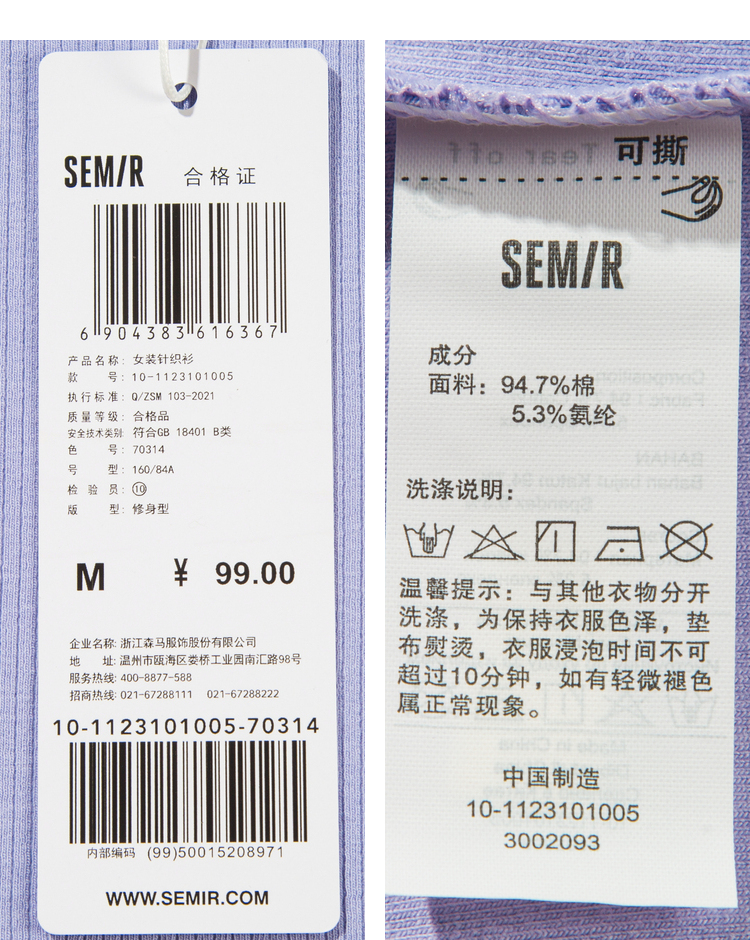 SEMIR 合格证
6 904383 616367
产品名称: 女装针织衫
款 号: 10-1123101005
执行标准: Q/ZSM 103-2021
质量等级: 合格品
安全技术类别: 符合GB 18401 B类
色 号: 70314
号 型: 160/84A
检 验 员: ⑩
版 型: 修身型
M ¥ 99.00
企业名称: 浙江森马服饰股份有限公司
地 址: 温州市瓯海区娄桥工业园南汇路98号
服务热线: 400-8877-588
招商热线: 021-67288111 021-67288222
10-1123101005-70314
内部编码 (99)50015208971
WWW.SEMIR.COM
Tear off 可撕
SEMIR
成分
面料: 94.7%棉
5.3%氨纶
洗涤说明:
温馨提示: 与其他衣物分开
洗涤，为保持衣服色泽，垫
布熨烫，衣服浸泡时间不可
超过10分钟，如有轻微褪色
属正常现象。
中国制造
10-1123101005
3002093